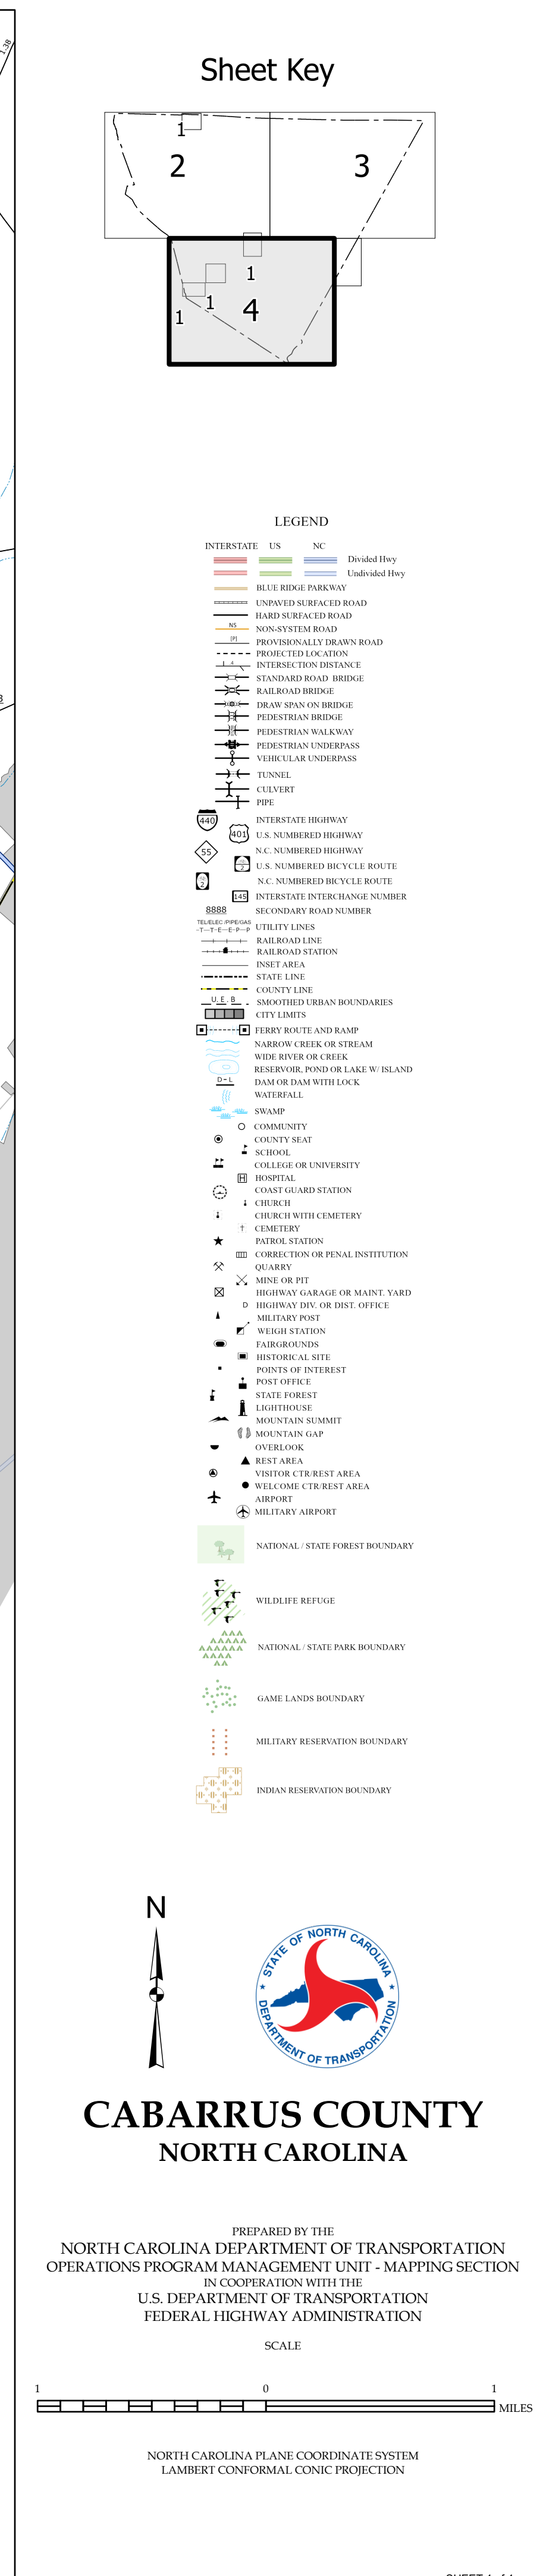 1.38
Sheet Key
1
2
3
1
1
1
4
LEGEND
INTERSTATE US NC
Divided Hwy
Undivided Hwy
BLUE RIDGE PARKWAY
UNPAVED SURFACED ROAD
HARD SURFACED ROAD
NS NON-SYSTEM ROAD
[P] PROVISIONALLY DRAWN ROAD
PROJECTED LOCATION
.4 INTERSECTION DISTANCE
STANDARD ROAD BRIDGE
RAILROAD BRIDGE
DRAW SPAN ON BRIDGE
PEDESTRIAN BRIDGE
PEDESTRIAN WALKWAY
PEDESTRIAN UNDERPASS
VEHICULAR UNDERPASS
TUNNEL
CULVERT
PIPE
440 INTERSTATE HIGHWAY
401 U.S. NUMBERED HIGHWAY
55 N.C. NUMBERED HIGHWAY
2 U.S. NUMBERED BICYCLE ROUTE
2 N.C. NUMBERED BICYCLE ROUTE
145 INTERSTATE INTERCHANGE NUMBER
8888 SECONDARY ROAD NUMBER
TEL/ELEC /PIPE/GAS
-T—T—E—E—P—P UTILITY LINES
RAILROAD LINE
RAILROAD STATION
INSET AREA
STATE LINE
COUNTY LINE
U.E.B SMOOTHED URBAN BOUNDARIES
CITY LIMITS
FERRY ROUTE AND RAMP
NARROW CREEK OR STREAM
WIDE RIVER OR CREEK
RESERVOIR, POND OR LAKE W/ ISLAND
D-L DAM OR DAM WITH LOCK
WATERFALL
SWAMP
COMMUNITY
COUNTY SEAT
SCHOOL
COLLEGE OR UNIVERSITY
H HOSPITAL
COAST GUARD STATION
CHURCH
CHURCH WITH CEMETERY
CEMETERY
PATROL STATION
CORRECTION OR PENAL INSTITUTION
QUARRY
MINE OR PIT
HIGHWAY GARAGE OR MAINT. YARD
D HIGHWAY DIV. OR DIST. OFFICE
MILITARY POST
WEIGH STATION
FAIRGROUNDS
HISTORICAL SITE
POINTS OF INTEREST
POST OFFICE
STATE FOREST
LIGHTHOUSE
MOUNTAIN SUMMIT
MOUNTAIN GAP
OVERLOOK
REST AREA
VISITOR CTR/REST AREA
WELCOME CTR/REST AREA
AIRPORT
MILITARY AIRPORT
NATIONAL / STATE FOREST BOUNDARY
WILDLIFE REFUGE
NATIONAL / STATE PARK BOUNDARY
GAME LANDS BOUNDARY
MILITARY RESERVATION BOUNDARY
INDIAN RESERVATION BOUNDARY
N
STATE OF NORTH CAROLINA
DEPARTMENT OF TRANSPORTATION
CABARRUS COUNTY
NORTH CAROLINA
PREPARED BY THE
NORTH CAROLINA DEPARTMENT OF TRANSPORTATION
OPERATIONS PROGRAM MANAGEMENT UNIT - MAPPING SECTION
IN COOPERATION WITH THE
U.S. DEPARTMENT OF TRANSPORTATION
FEDERAL HIGHWAY ADMINISTRATION
SCALE
1 0 1
MILES
NORTH CAROLINA PLANE COORDINATE SYSTEM
LAMBERT CONFORMAL CONIC PROJECTION